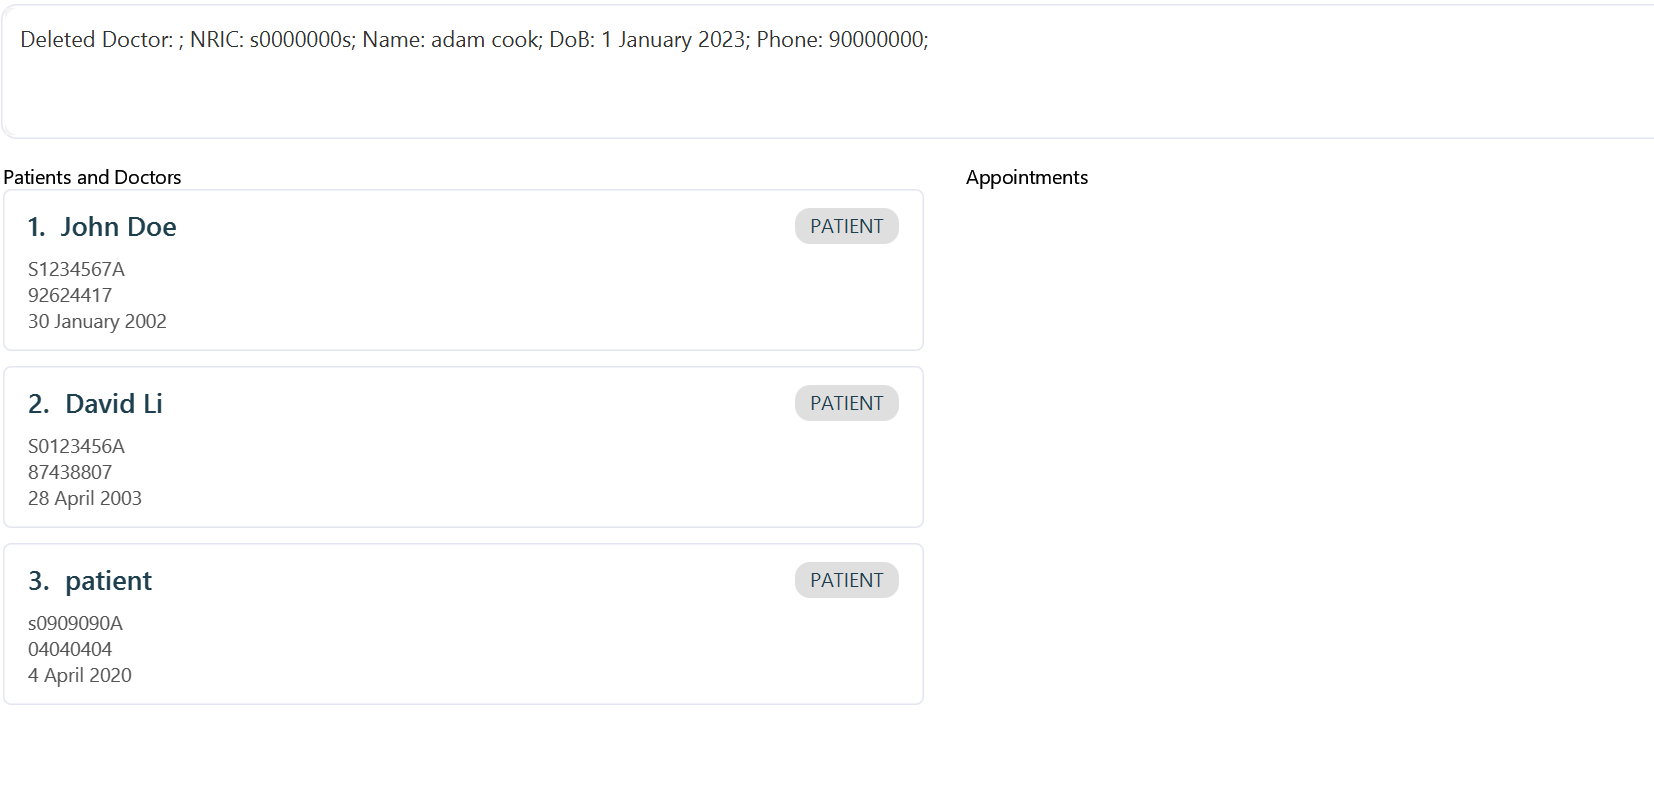 Deleted Doctor: ; NRIC: s0000000s; Name: adam cook; DoB: 1 January 2023; Phone: 90000000;
Patients and Doctors
Appointments
1. John Doe
PATIENT
S1234567A
92624417
30 January 2002
2. David Li
PATIENT
S0123456A
87438807
28 April 2003
3. patient
PATIENT
s0909090A
04040404
4 April 2020